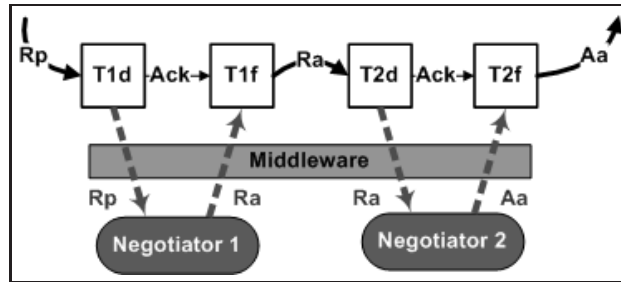 Rp T1d Ack T1f Ra T2d Ack T2f Aa
Middleware
Rp Ra Ra Aa
Negotiator 1 Negotiator 2